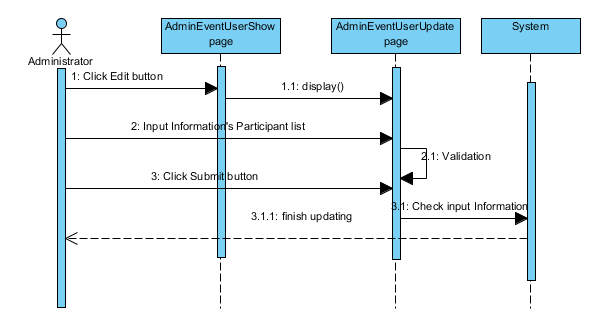 AdminEventUserShow
page
AdminEventUserUpdate
page
System
Administrator
1: Click Edit button
1.1: display()
2: Input Information's Participant list
2.1: Validation
3: Click Submit button
3.1: Check input Information
3.1.1: finish updating